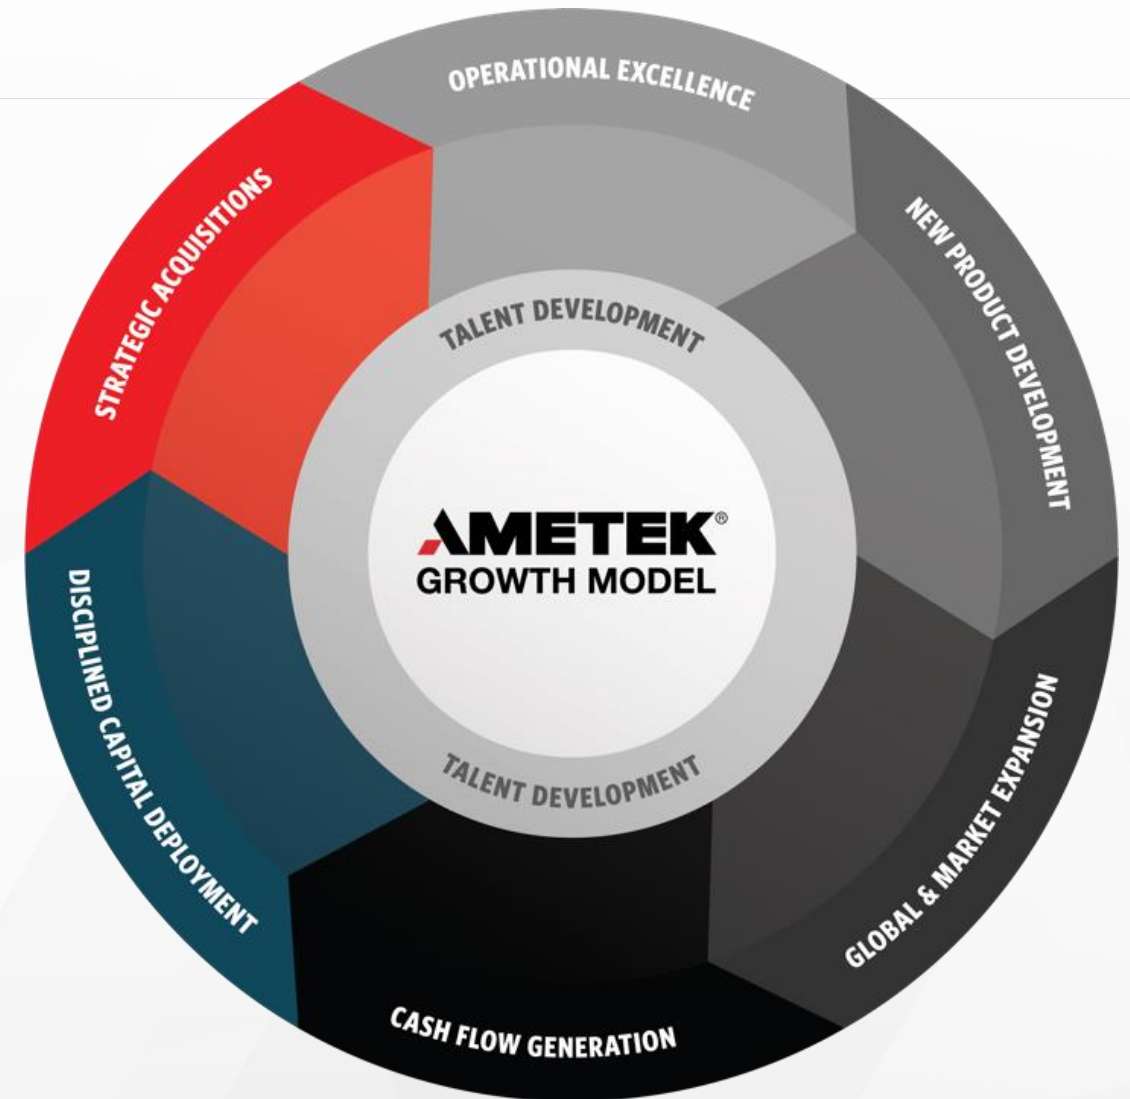 OPERATIONAL EXCELLENCE
NEW PRODUCT DEVELOPMENT
GLOBAL & MARKET EXPANSION
CASH FLOW GENERATION
DISCIPLINED CAPITAL DEPLOYMENT
STRATEGIC ACQUISITIONS
TALENT DEVELOPMENT
AMETEK®
GROWTH MODEL
TALENT DEVELOPMENT